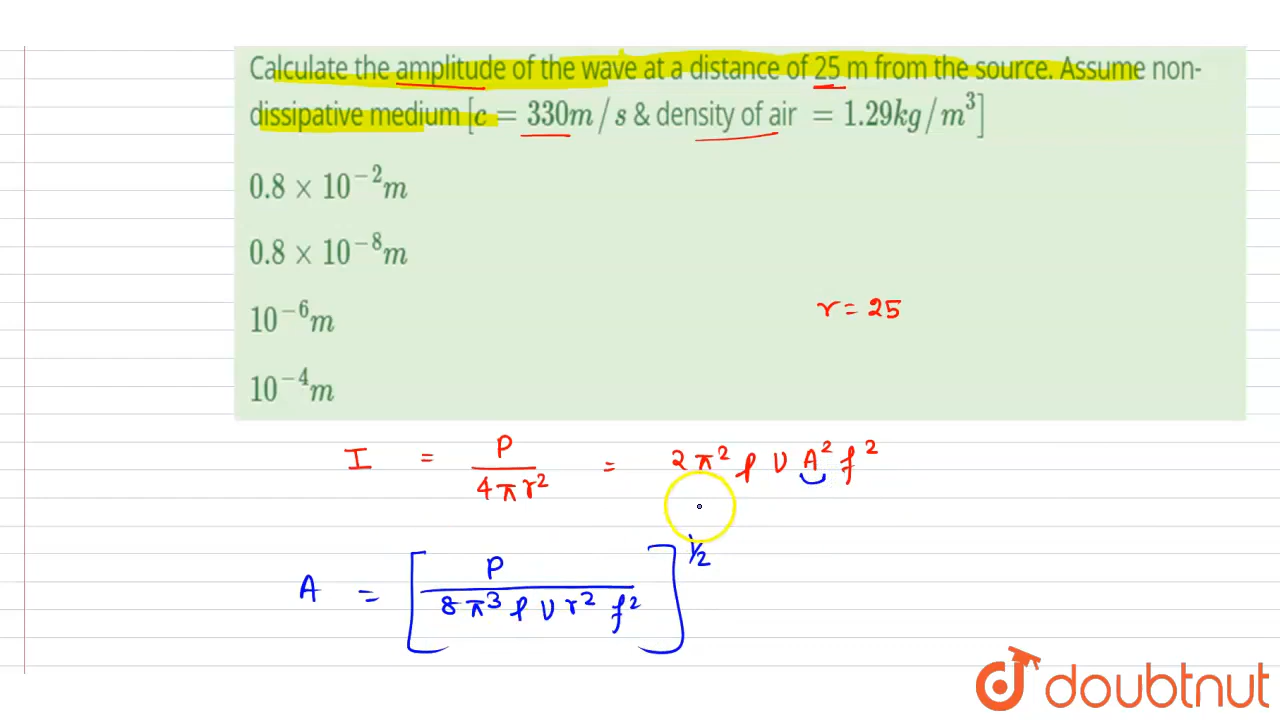 Calculate the amplitude of the wave at a distance of 25 m from the source. Assume non-
dissipative medium [c = 330m/s & density of air = 1.29kg/m³]
0.8 × 10⁻²m
0.8 × 10⁻⁸m
r = 25
10⁻⁶m
10⁻⁴m
I = P / 4πr² = 2π² ρ υ A² f²
A = [P / 8π³ ρ υ r² f²]^1/2
doubtnut